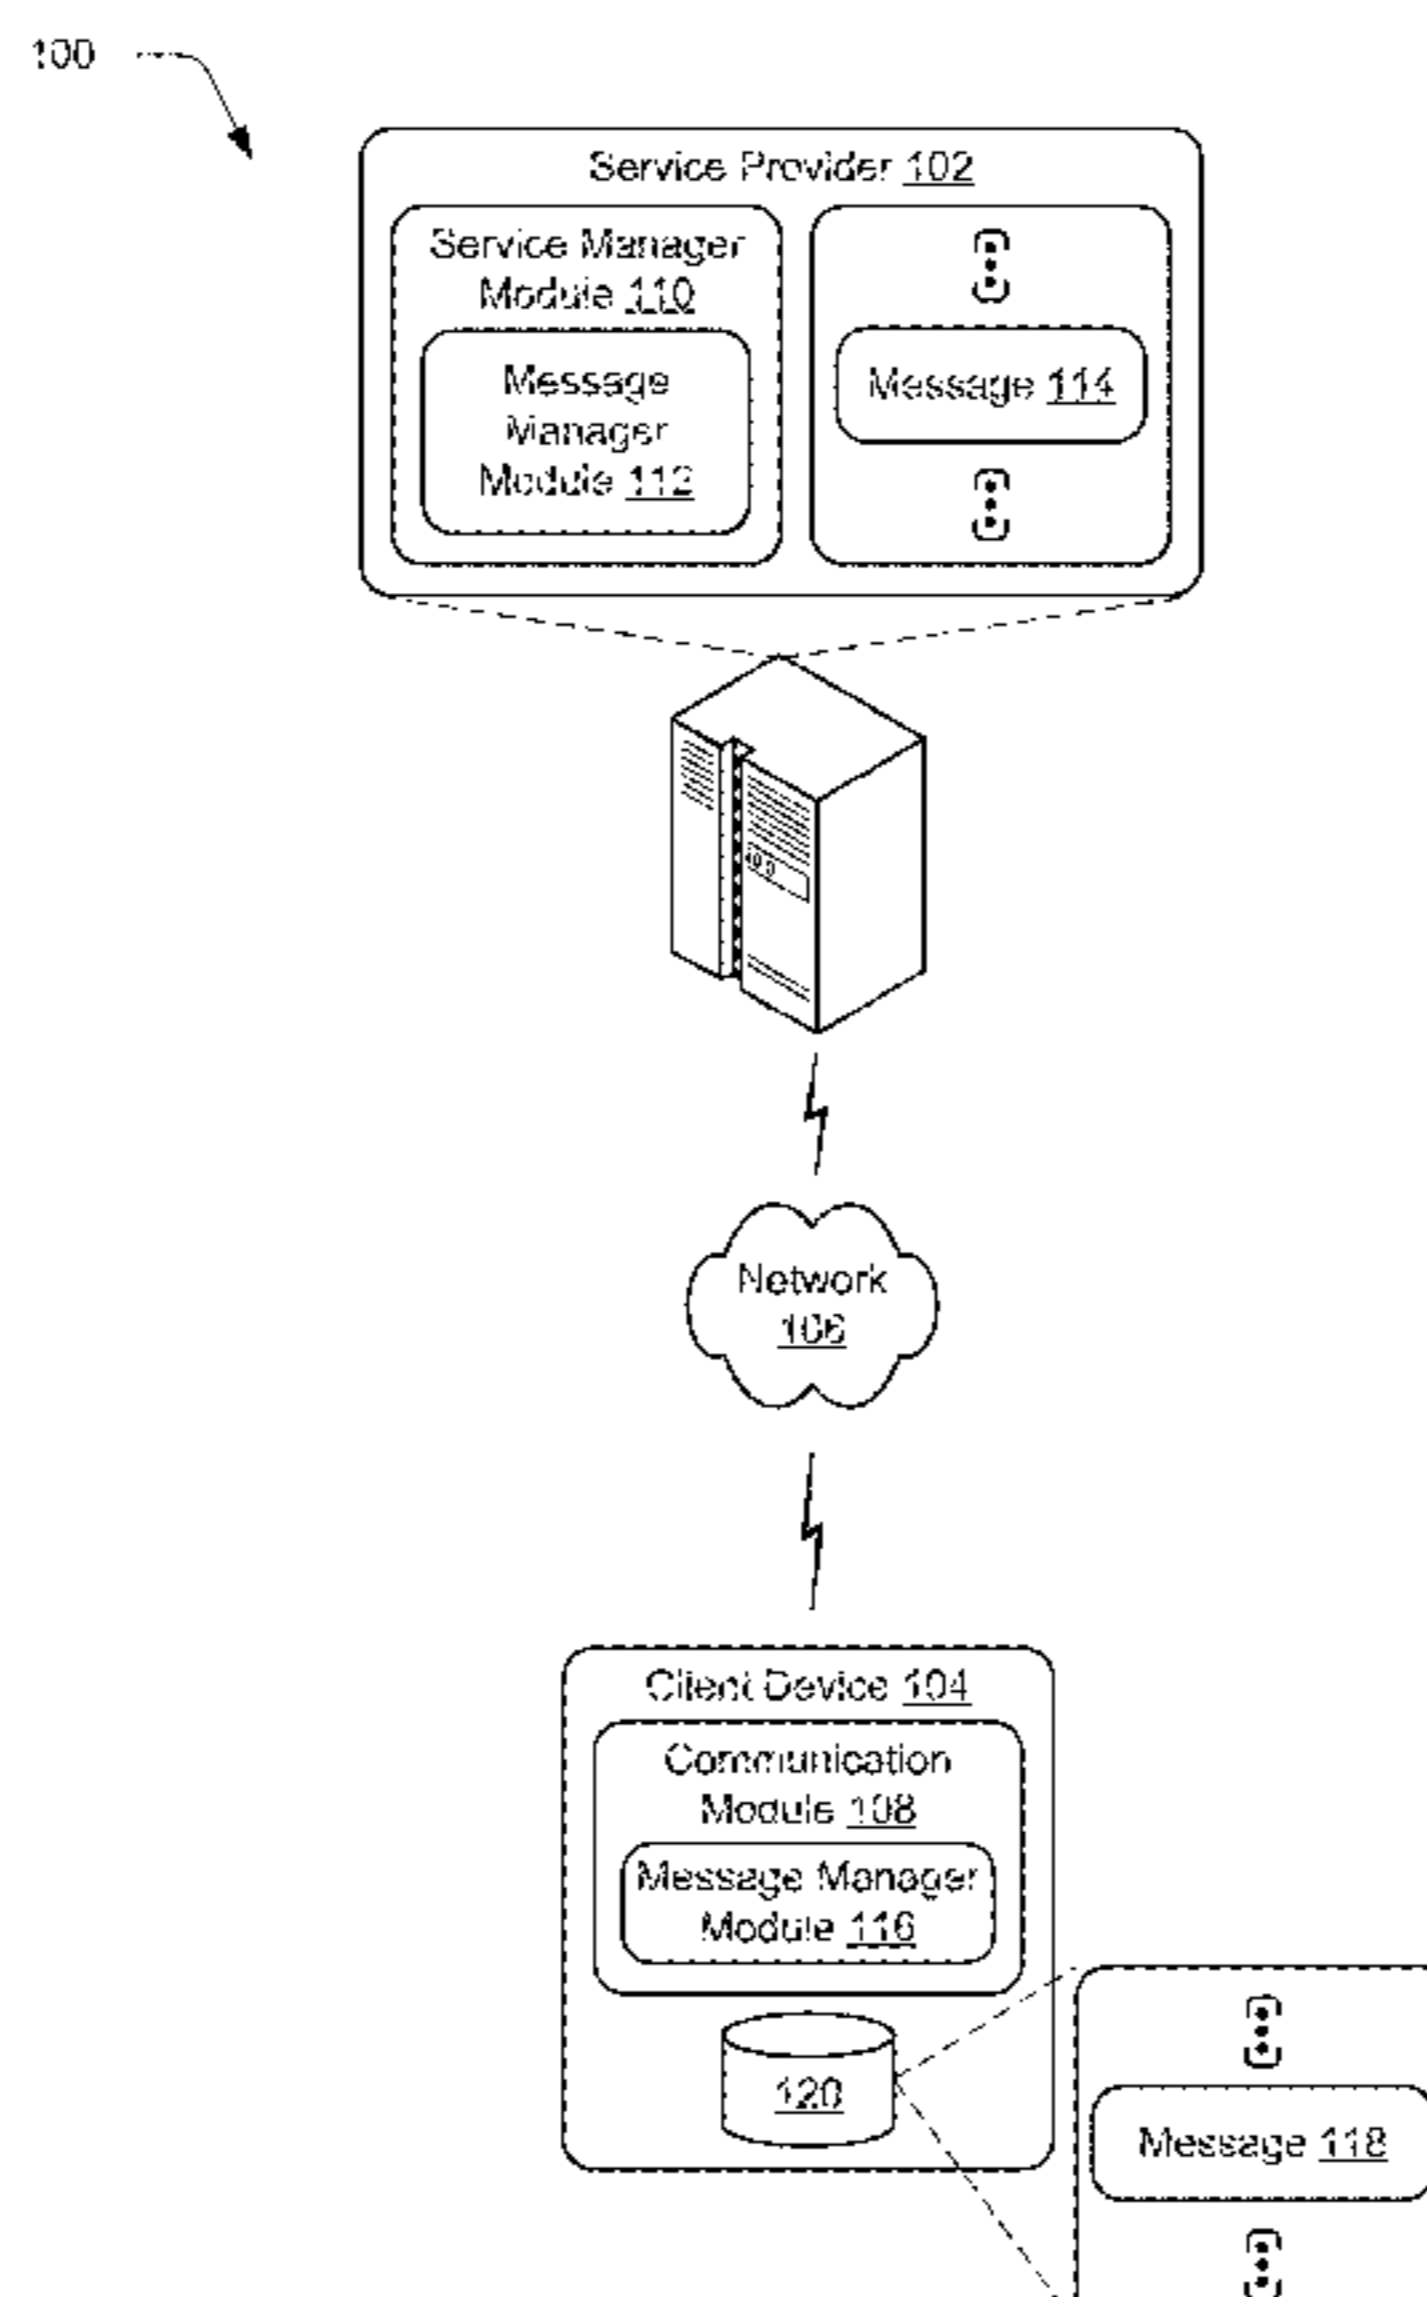 100
Service Provider 102
Service Manager
Module 110
Message
Manager
Module 112
Message 114
Network
106
Client Device 104
Communication
Module 108
Message Manager
Module 116
120
Message 118